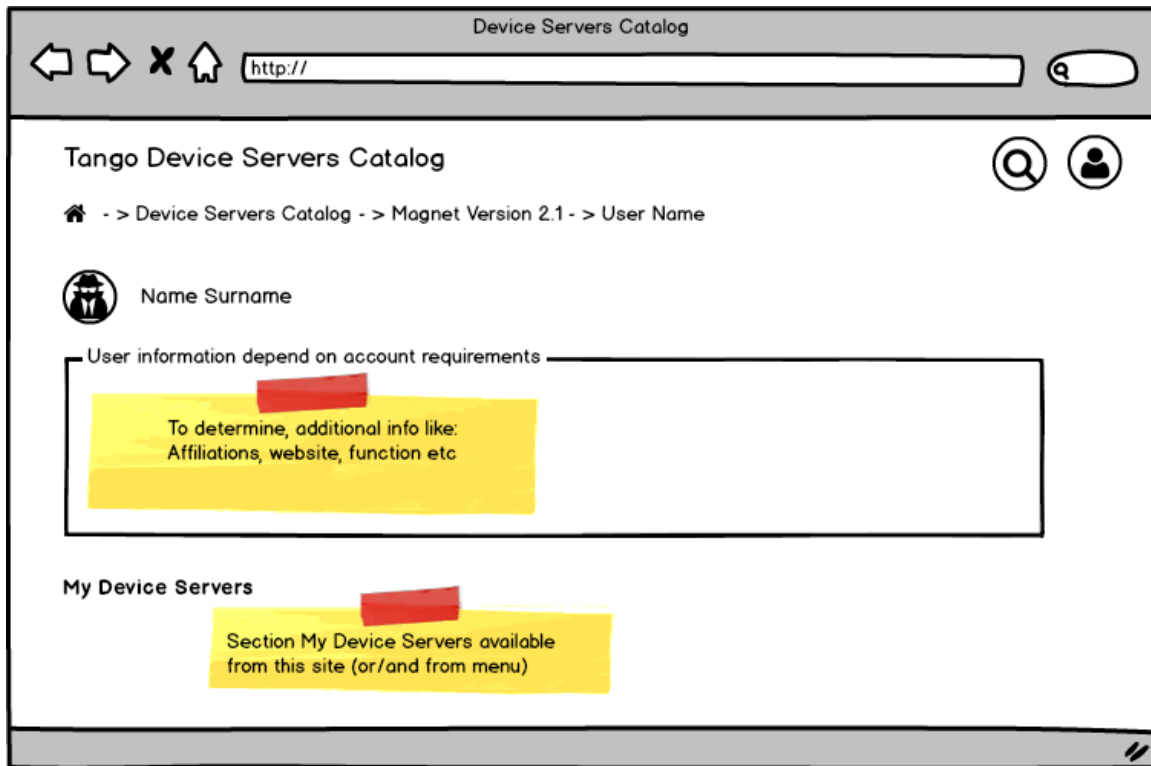 Device Servers Catalog
http://
Tango Device Servers Catalog
- > Device Servers Catalog - > Magnet Version 2.1 - > User Name
Name Surname
User information depend on account requirements
To determine, additional info like:
Affiliations, website, function etc
My Device Servers
Section My Device Servers available
from this site (or/and from menu)